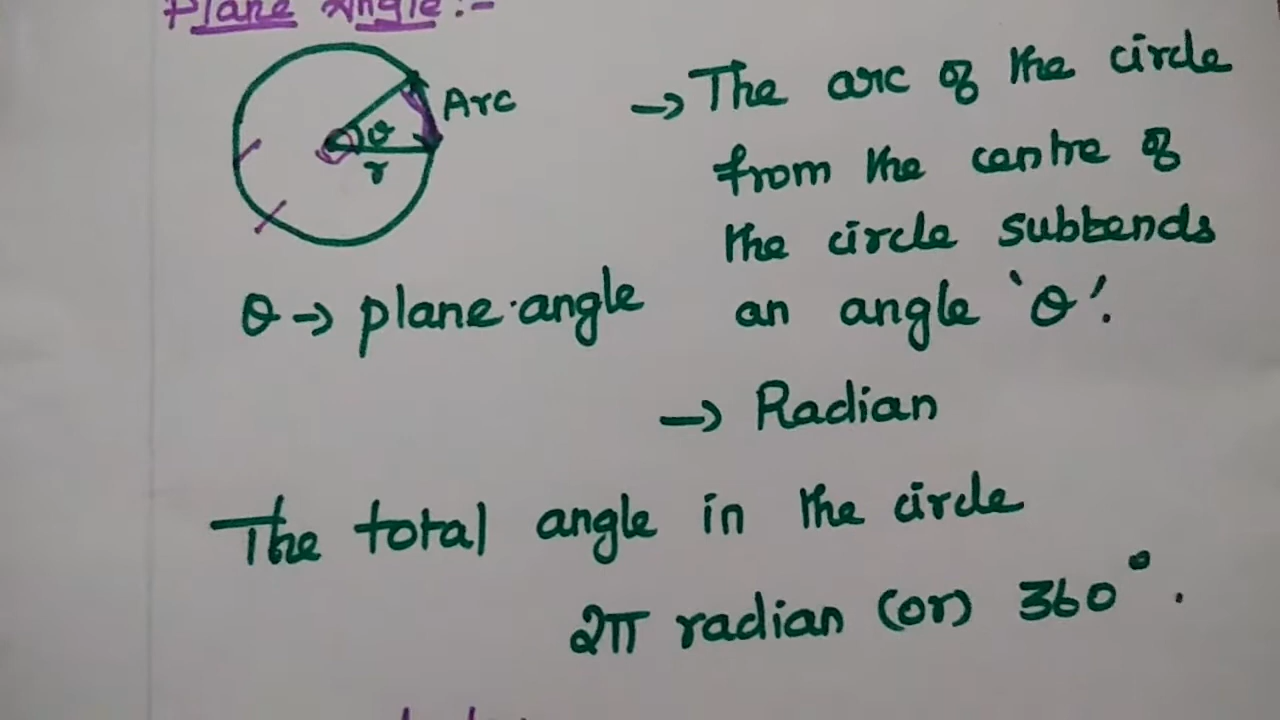 Plane Angle:-
Arc
θ
r
→ The arc of the circle
from the centre of
the circle subtends
an angle 'θ'.
θ → plane angle
→ Radian
The total angle in the circle
2π radian (or) 360°.